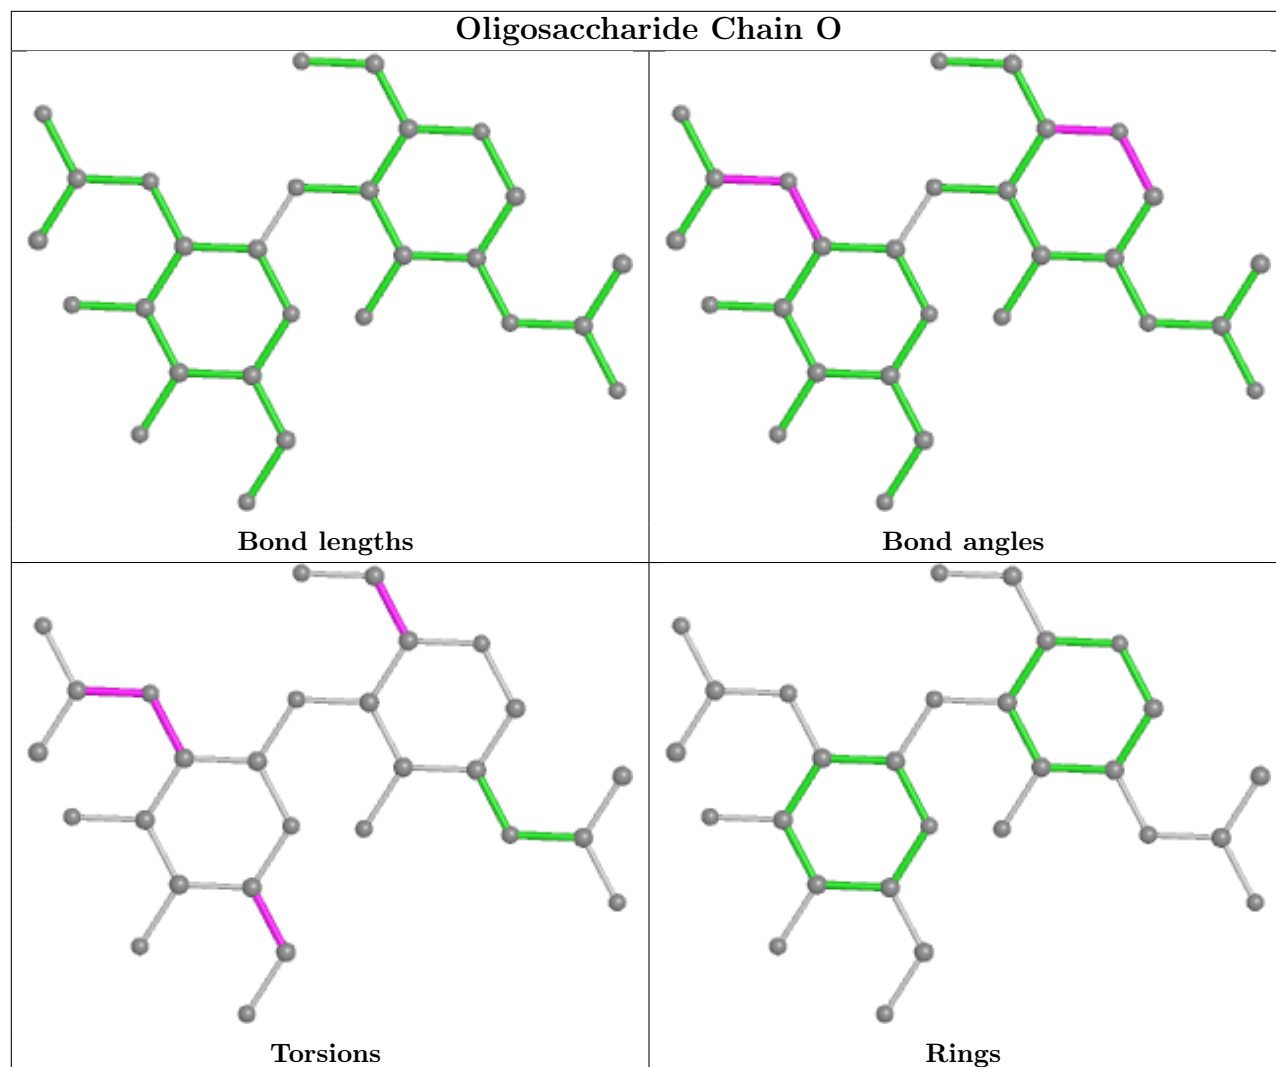 Oligosaccharide Chain O
Bond lengths
Bond angles
Torsions
Rings